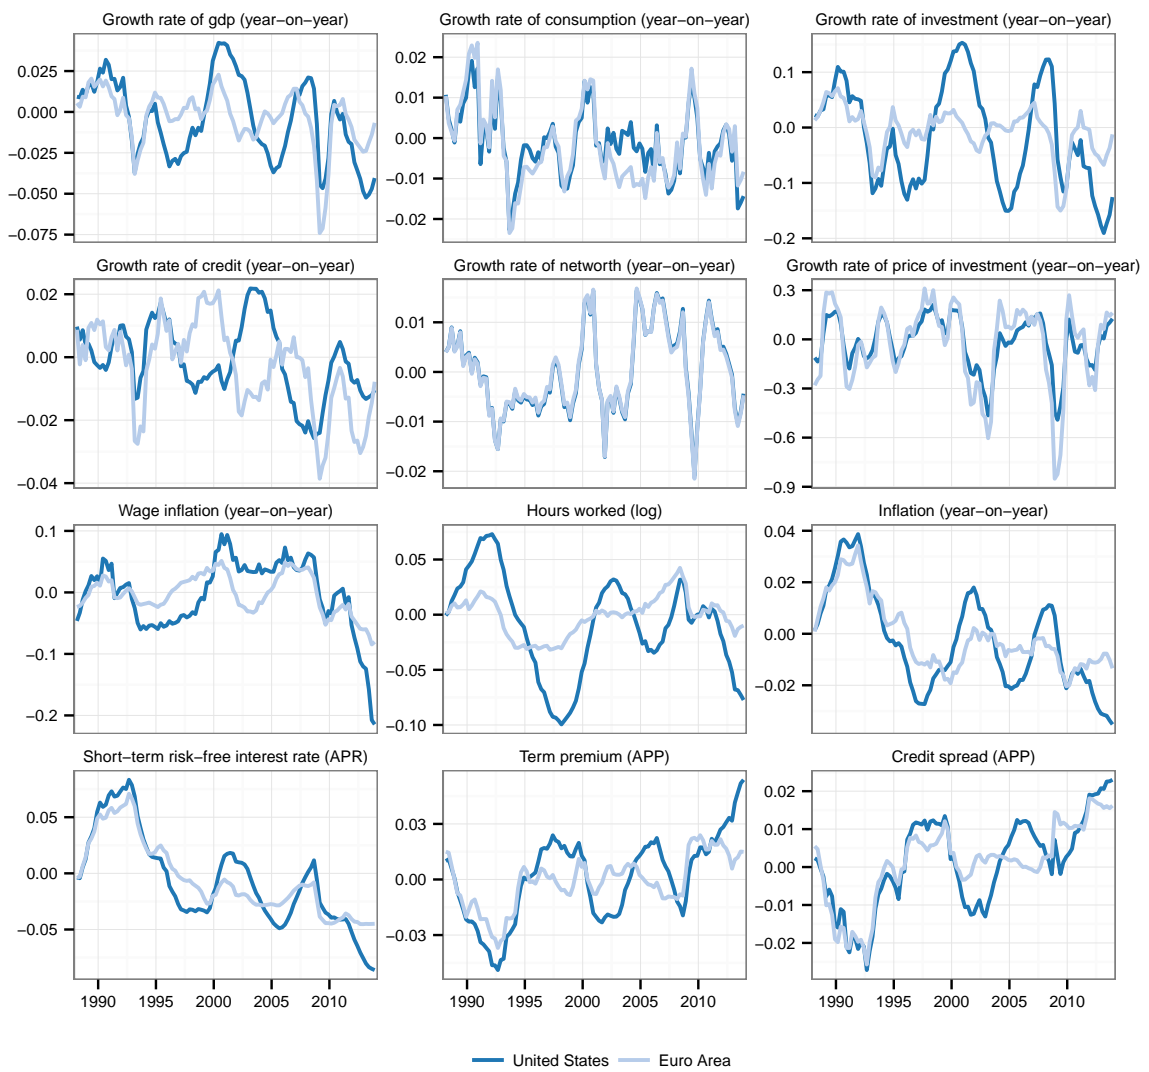 Growth rate of gdp (year−on−year) Growth rate of consumption (year−on−year) Growth rate of investment (year−on−year)
0.025 0.02 0.1
0.000 0.01 0.0
−0.025 0.00 −0.1
−0.050 −0.01 −0.2
−0.075 −0.02
Growth rate of credit (year−on−year) Growth rate of networth (year−on−year) Growth rate of price of investment (year−on−year)
0.02 0.01 0.3
0.00 0.00 0.0
−0.02 −0.01 −0.3
−0.04 −0.02 −0.6
−0.9
Wage inflation (year−on−year) Hours worked (log) Inflation (year−on−year)
0.1 0.05 0.04
0.0 0.00 0.02
−0.1 −0.05 0.00
−0.2 −0.10 −0.02
Short−term risk−free interest rate (APR) Term premium (APP) Credit spread (APP)
0.05 0.03 0.02
0.00 0.00 0.01
−0.05 −0.03 0.00
−0.01
−0.02
1990 1995 2000 2005 2010 1990 1995 2000 2005 2010 1990 1995 2000 2005 2010
United States Euro Area